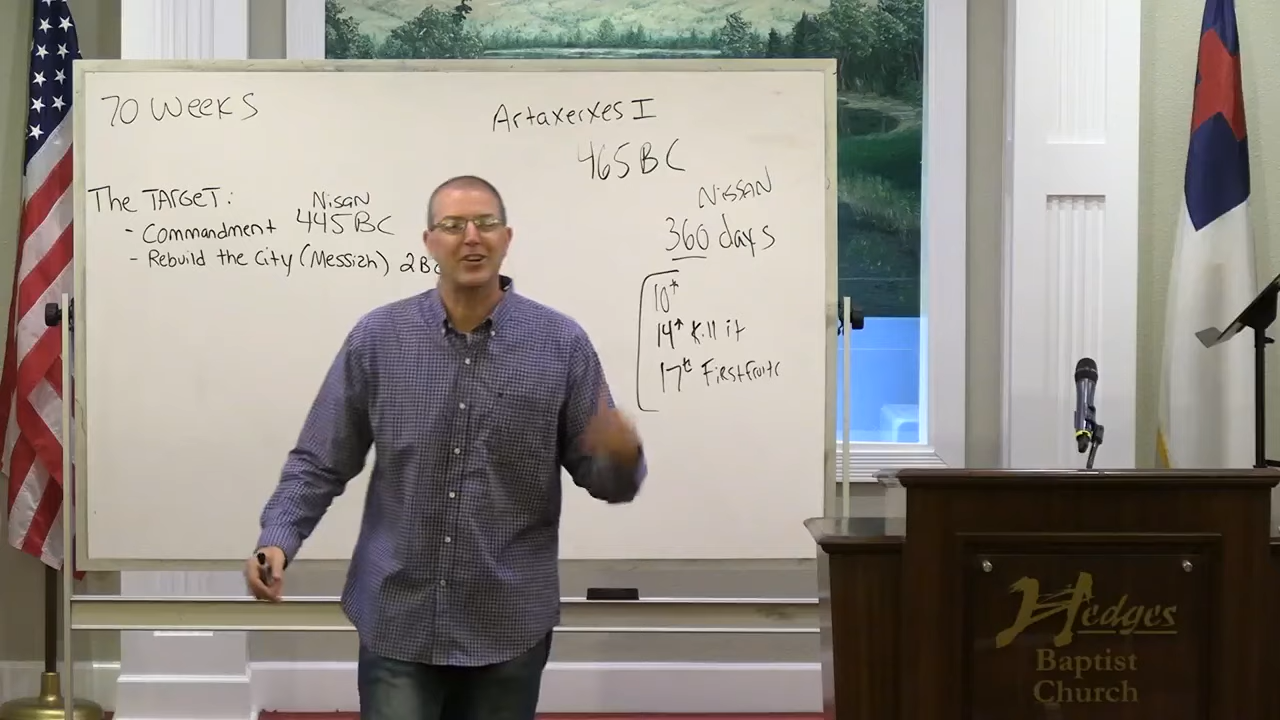 70 Weeks
Artaxerxes I
465 BC
The TARGET:
Nisan
- Commandment 445 BC
- Rebuild the City (Messiah) 2B
NISSAN
360 days
10th
14th Kill it
17th Firstfruits
Hedges
Baptist
Church